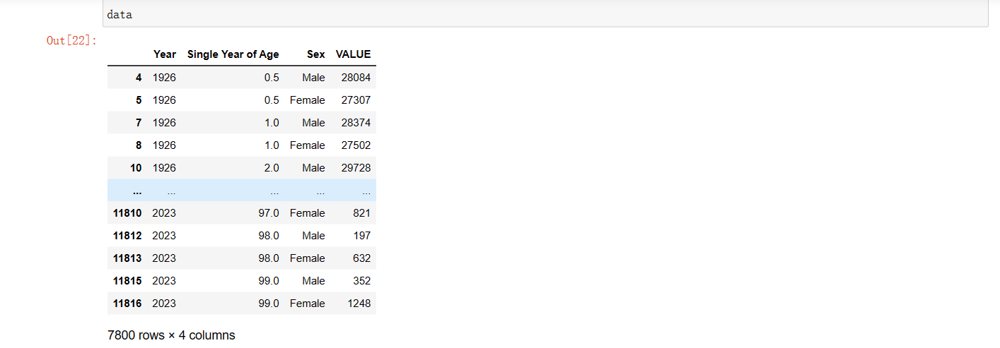 data
Out[22]:
Year Single Year of Age Sex VALUE
4 1926 0.5 Male 28084
5 1926 0.5 Female 27307
7 1926 1.0 Male 28374
8 1926 1.0 Female 27502
10 1926 2.0 Male 29728
... ... ... ... ...
11810 2023 97.0 Female 821
11812 2023 98.0 Male 197
11813 2023 98.0 Female 632
11815 2023 99.0 Male 352
11816 2023 99.0 Female 1248
7800 rows × 4 columns